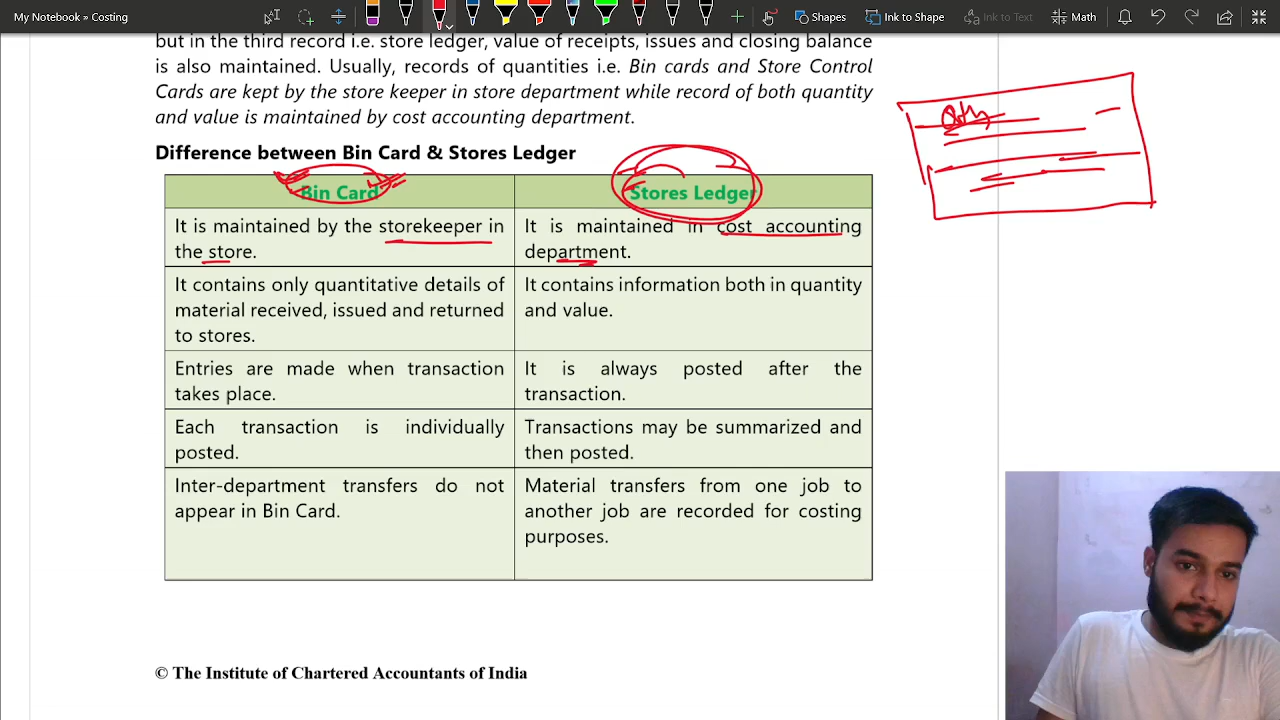 My Notebook » Costing
Shapes
Ink to Shape
Ink to Text
Math
but in the third record i.e. store ledger, value of receipts, issues and closing balance
is also maintained. Usually, records of quantities i.e. Bin cards and Store Control
Cards are kept by the store keeper in store department while record of both quantity
and value is maintained by cost accounting department.
Difference between Bin Card & Stores Ledger
Bin Card
Stores Ledger
It is maintained by the storekeeper in
the store.
It is maintained in cost accounting
department.
It contains only quantitative details of
material received, issued and returned
to stores.
It contains information both in quantity
and value.
Entries are made when transaction
takes place.
It is always posted after the
transaction.
Each transaction is individually
posted.
Transactions may be summarized and
then posted.
Inter-department transfers do not
appear in Bin Card.
Material transfers from one job to
another job are recorded for costing
purposes.
© The Institute of Chartered Accountants of India